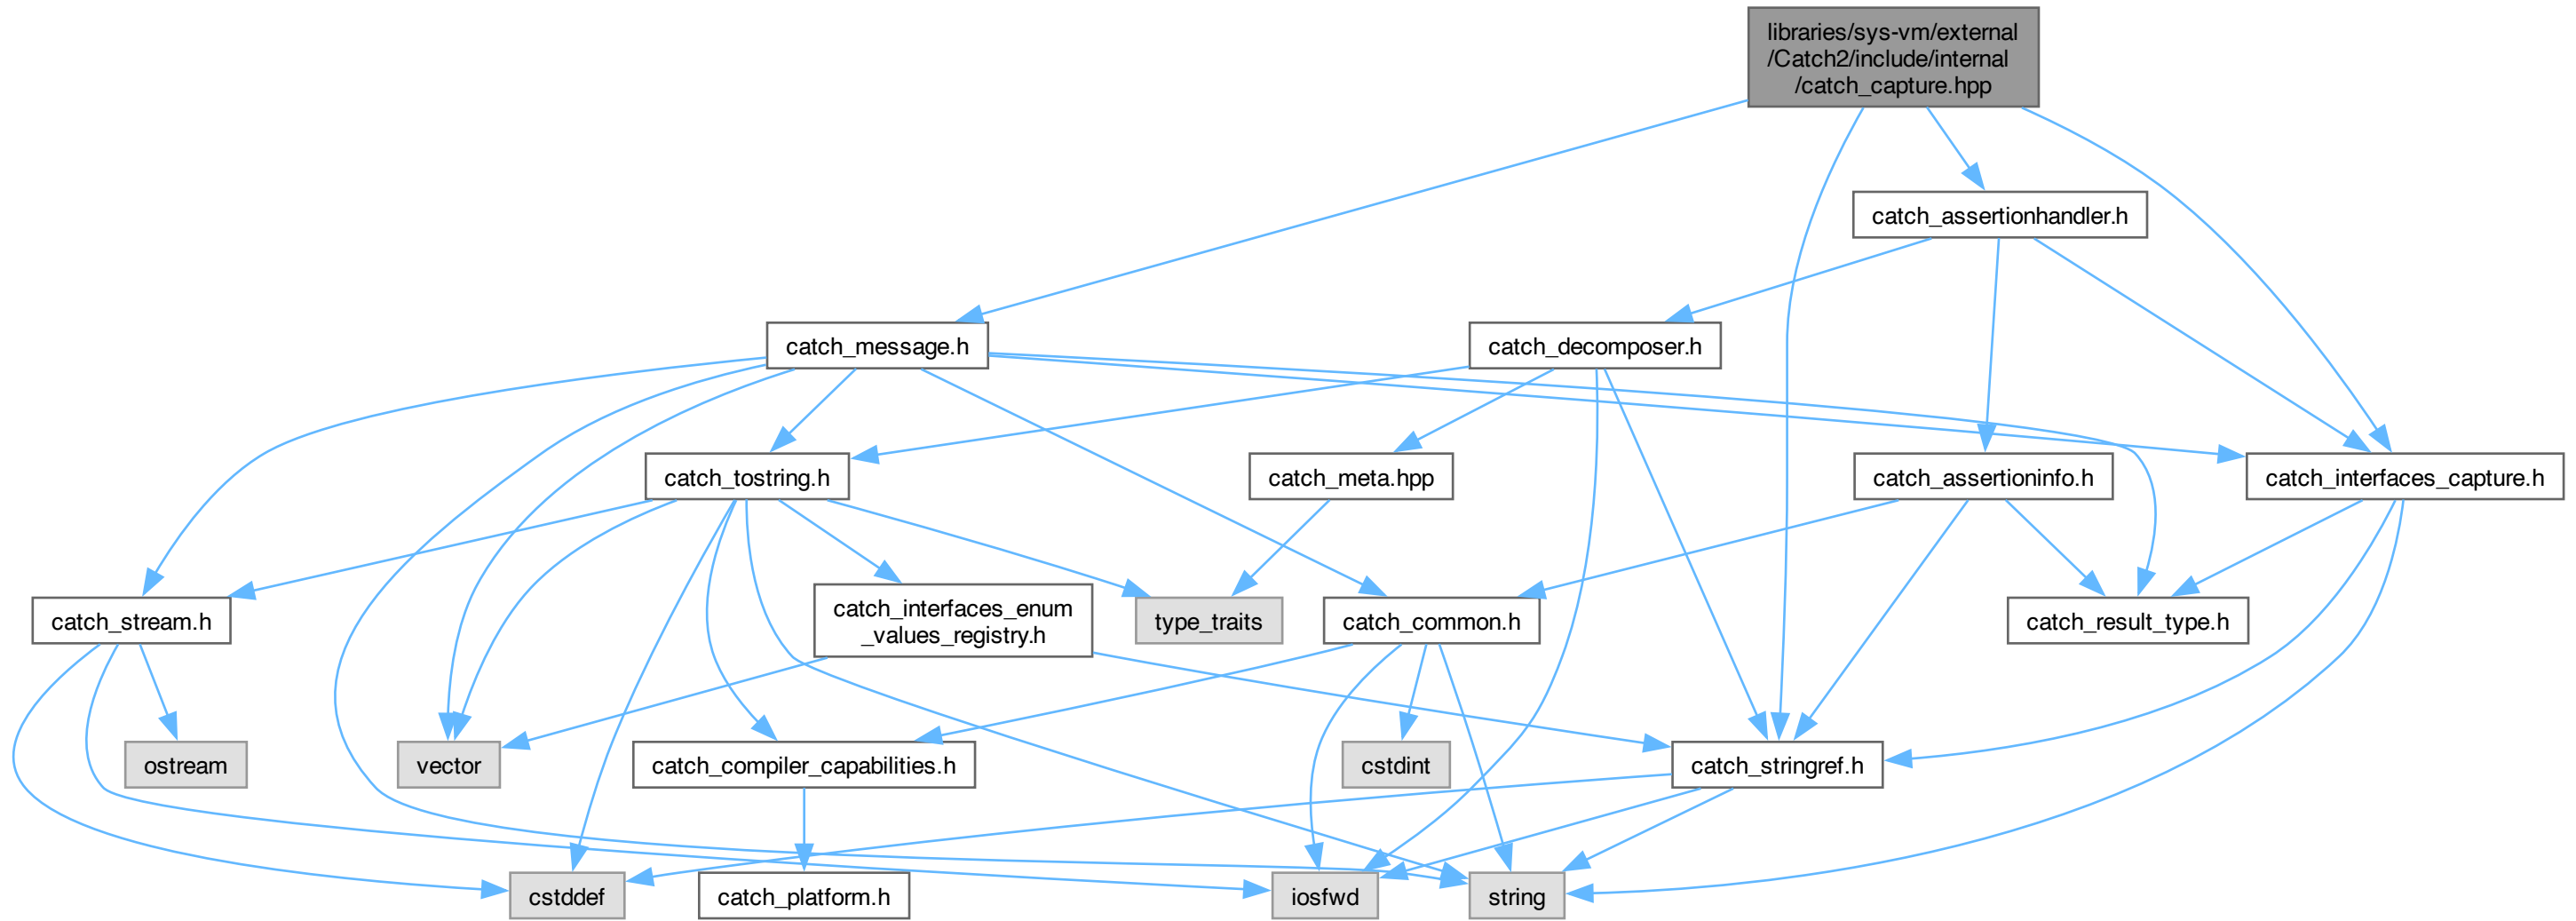 libraries/sys-vm/external
/Catch2/include/internal
/catch_capture.hpp
catch_assertionhandler.h
catch_message.h
catch_decomposer.h
catch_tostring.h
catch_meta.hpp
catch_assertioninfo.h
catch_interfaces_capture.h
catch_stream.h
catch_interfaces_enum
_values_registry.h
type_traits
catch_common.h
catch_result_type.h
ostream
vector
catch_compiler_capabilities.h
cstdint
catch_stringref.h
cstddef
catch_platform.h
iosfwd
string